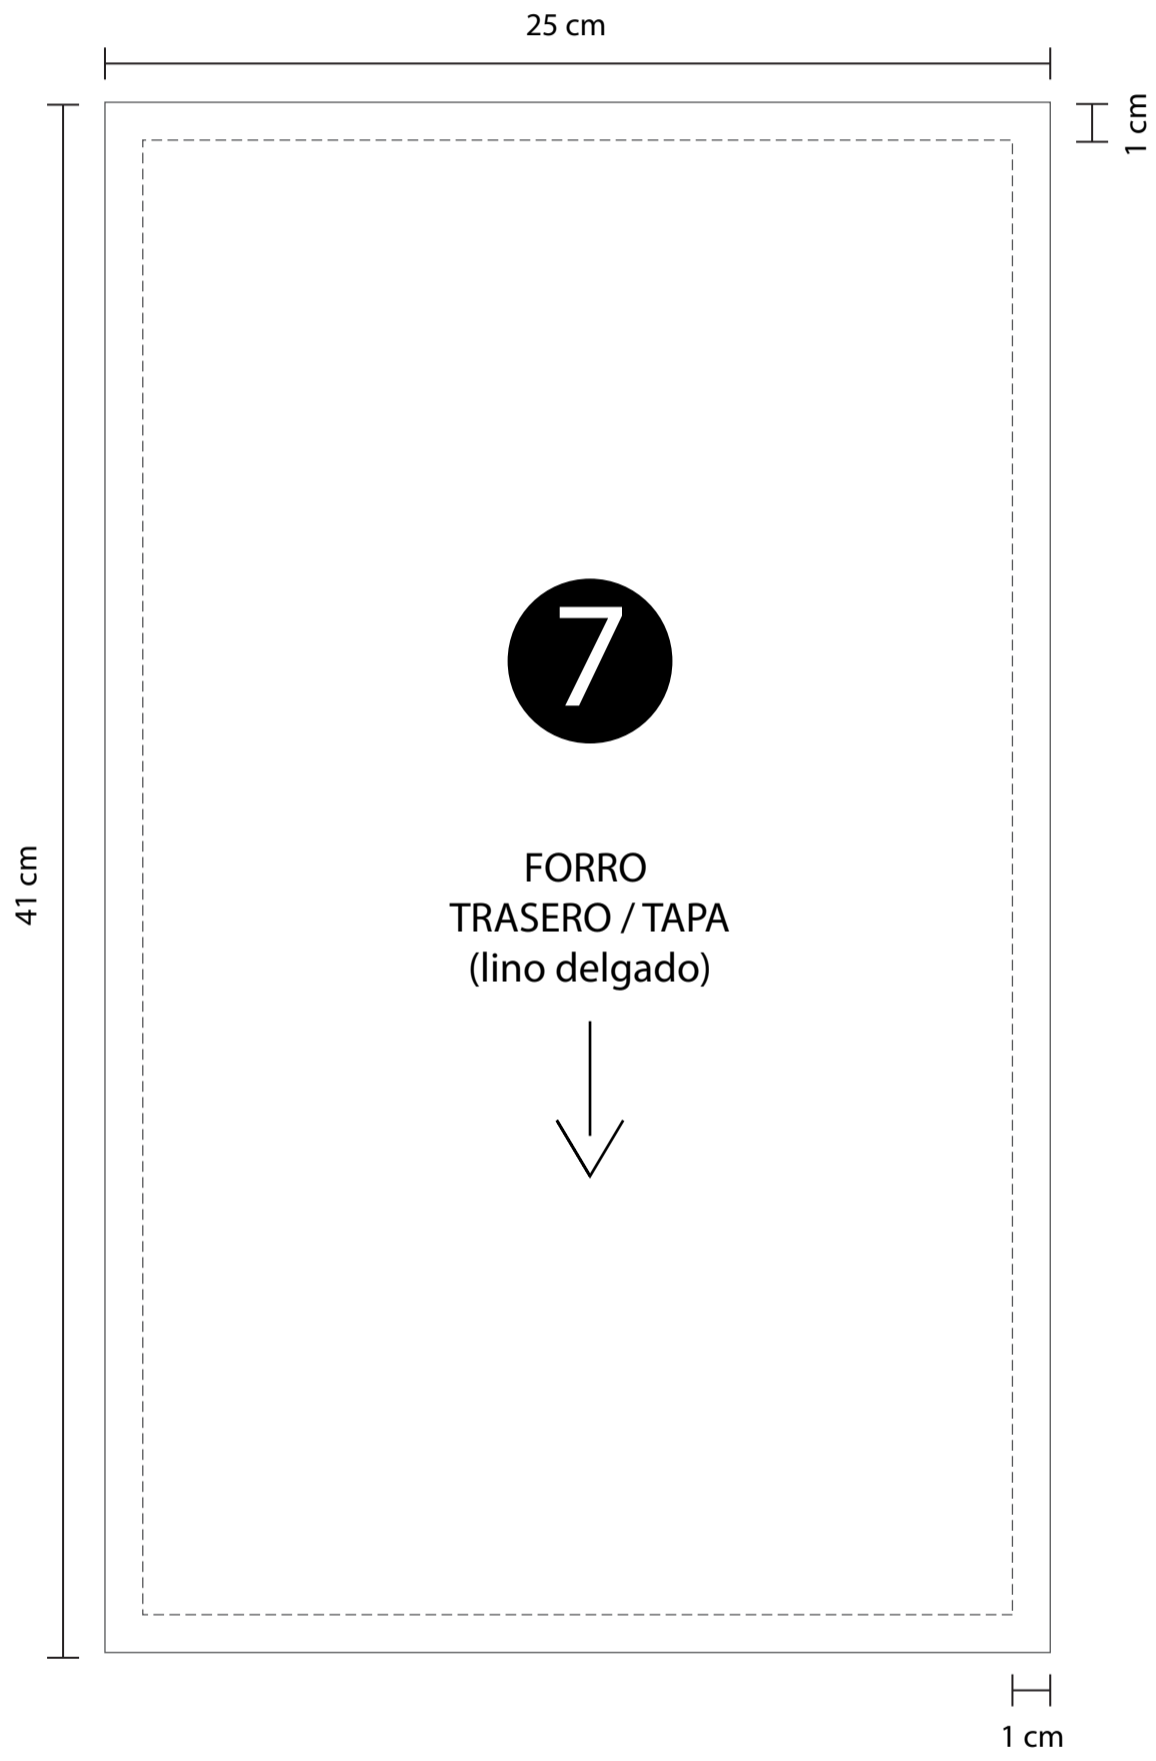 25 cm
1 cm
7
41 cm
FORRO
TRASERO / TAPA
(lino delgado)
1 cm